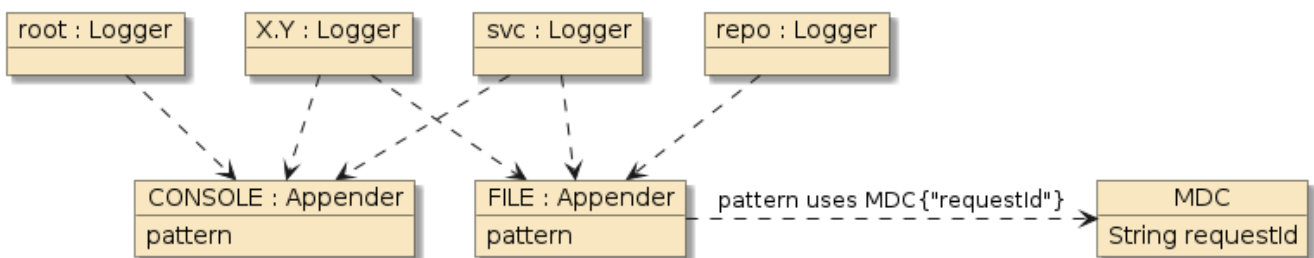 root : Logger
X.Y : Logger
svc : Logger
repo : Logger
CONSOLE : Appender
pattern
FILE : Appender
pattern
pattern uses MDC{"requestId"}
MDC
String requestId